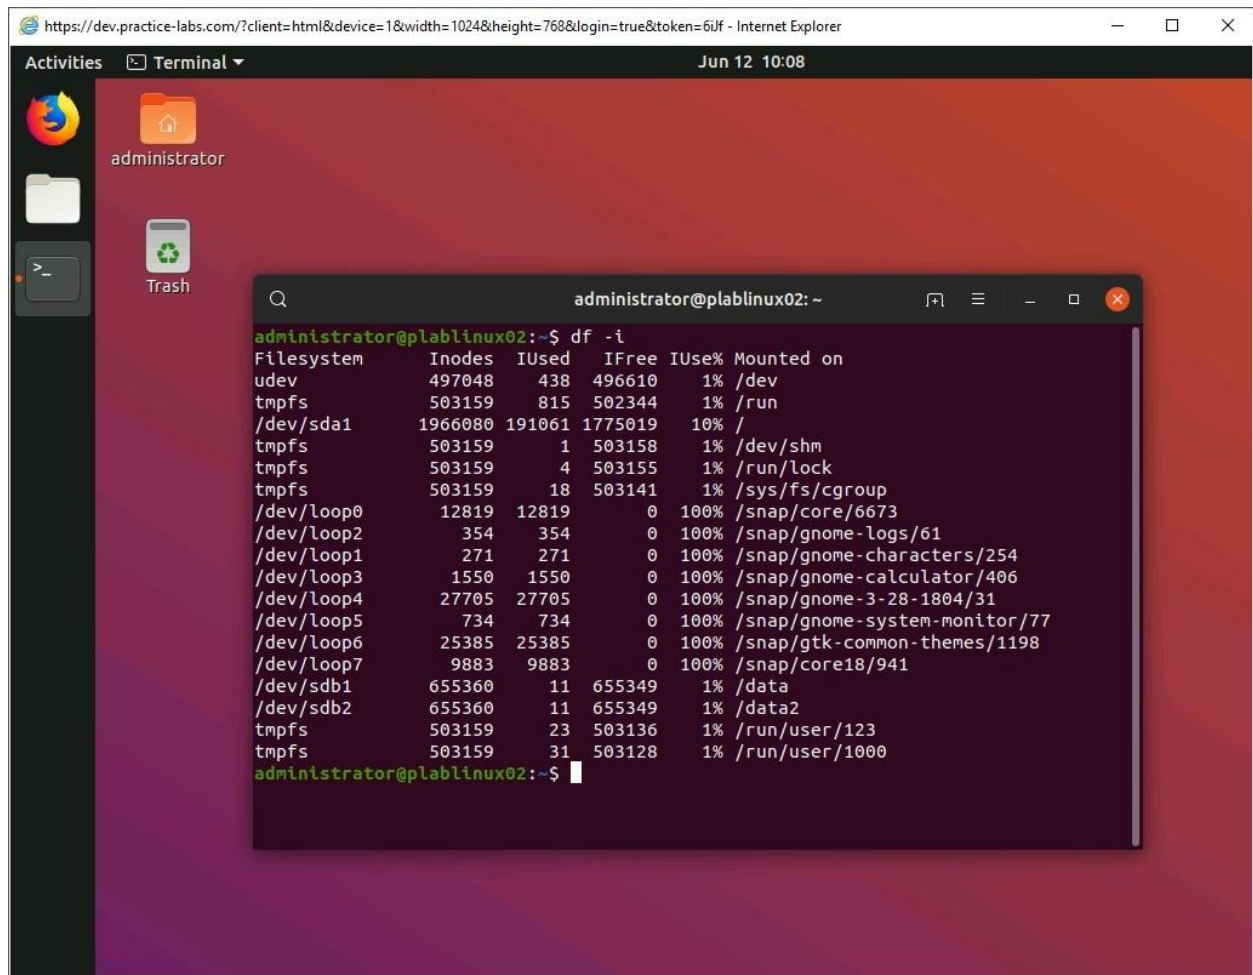 https://dev.practice-labs.com/?client=html&device=1&width=1024&height=768&login=true&token=6iJf - Internet Explorer
Activities Terminal Jun 12 10:08
administrator
Trash
administrator@plablinux02: ~
administrator@plablinux02:~$ df -i
Filesystem Inodes IUsed IFree IUse% Mounted on
udev 497048 438 496610 1% /dev
tmpfs 503159 815 502344 1% /run
/dev/sda1 1966080 191061 1775019 10% /
tmpfs 503159 1 503158 1% /dev/shm
tmpfs 503159 4 503155 1% /run/lock
tmpfs 503159 18 503141 1% /sys/fs/cgroup
/dev/loop0 12819 12819 0 100% /snap/core/6673
/dev/loop2 354 354 0 100% /snap/gnome-logs/61
/dev/loop1 271 271 0 100% /snap/gnome-characters/254
/dev/loop3 1550 1550 0 100% /snap/gnome-calculator/406
/dev/loop4 27705 27705 0 100% /snap/gnome-3-28-1804/31
/dev/loop5 734 734 0 100% /snap/gnome-system-monitor/77
/dev/loop6 25385 25385 0 100% /snap/gtk-common-themes/1198
/dev/loop7 9883 9883 0 100% /snap/core18/941
/dev/sdb1 655360 11 655349 1% /data
/dev/sdb2 655360 11 655349 1% /data2
tmpfs 503159 23 503136 1% /run/user/123
tmpfs 503159 31 503128 1% /run/user/1000
administrator@plablinux02:~$